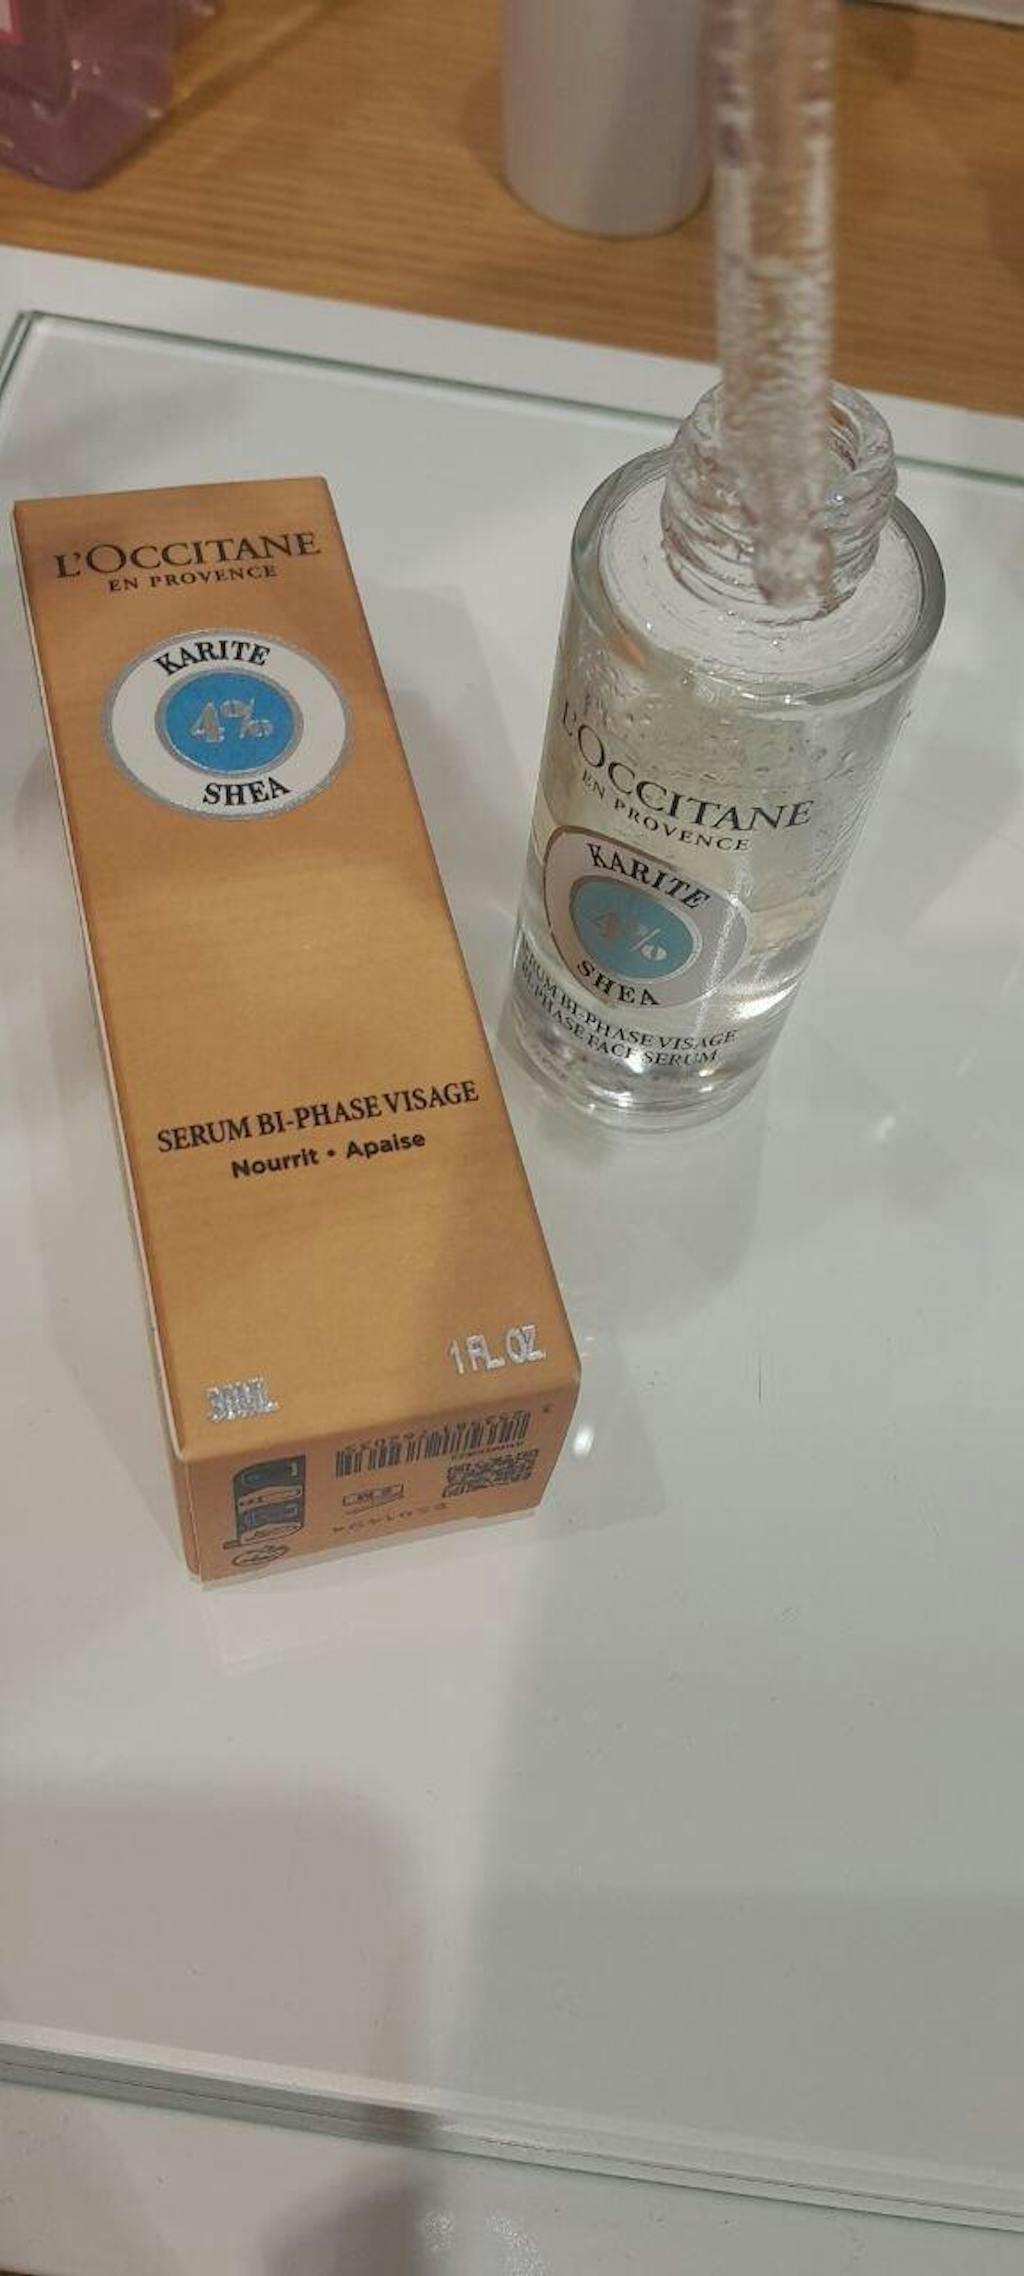 L'OCCITANE
EN PROVENCE
KARITE
4%
SHEA
SERUM BI-PHASE VISAGE
Nourrit • Apaise
30ML
1 FL. OZ.
L'OCCITANE
EN PROVENCE
KARITE
4%
SHEA
SERUM BI-PHASE VISAGE
BI-PHASE FACE SERUM